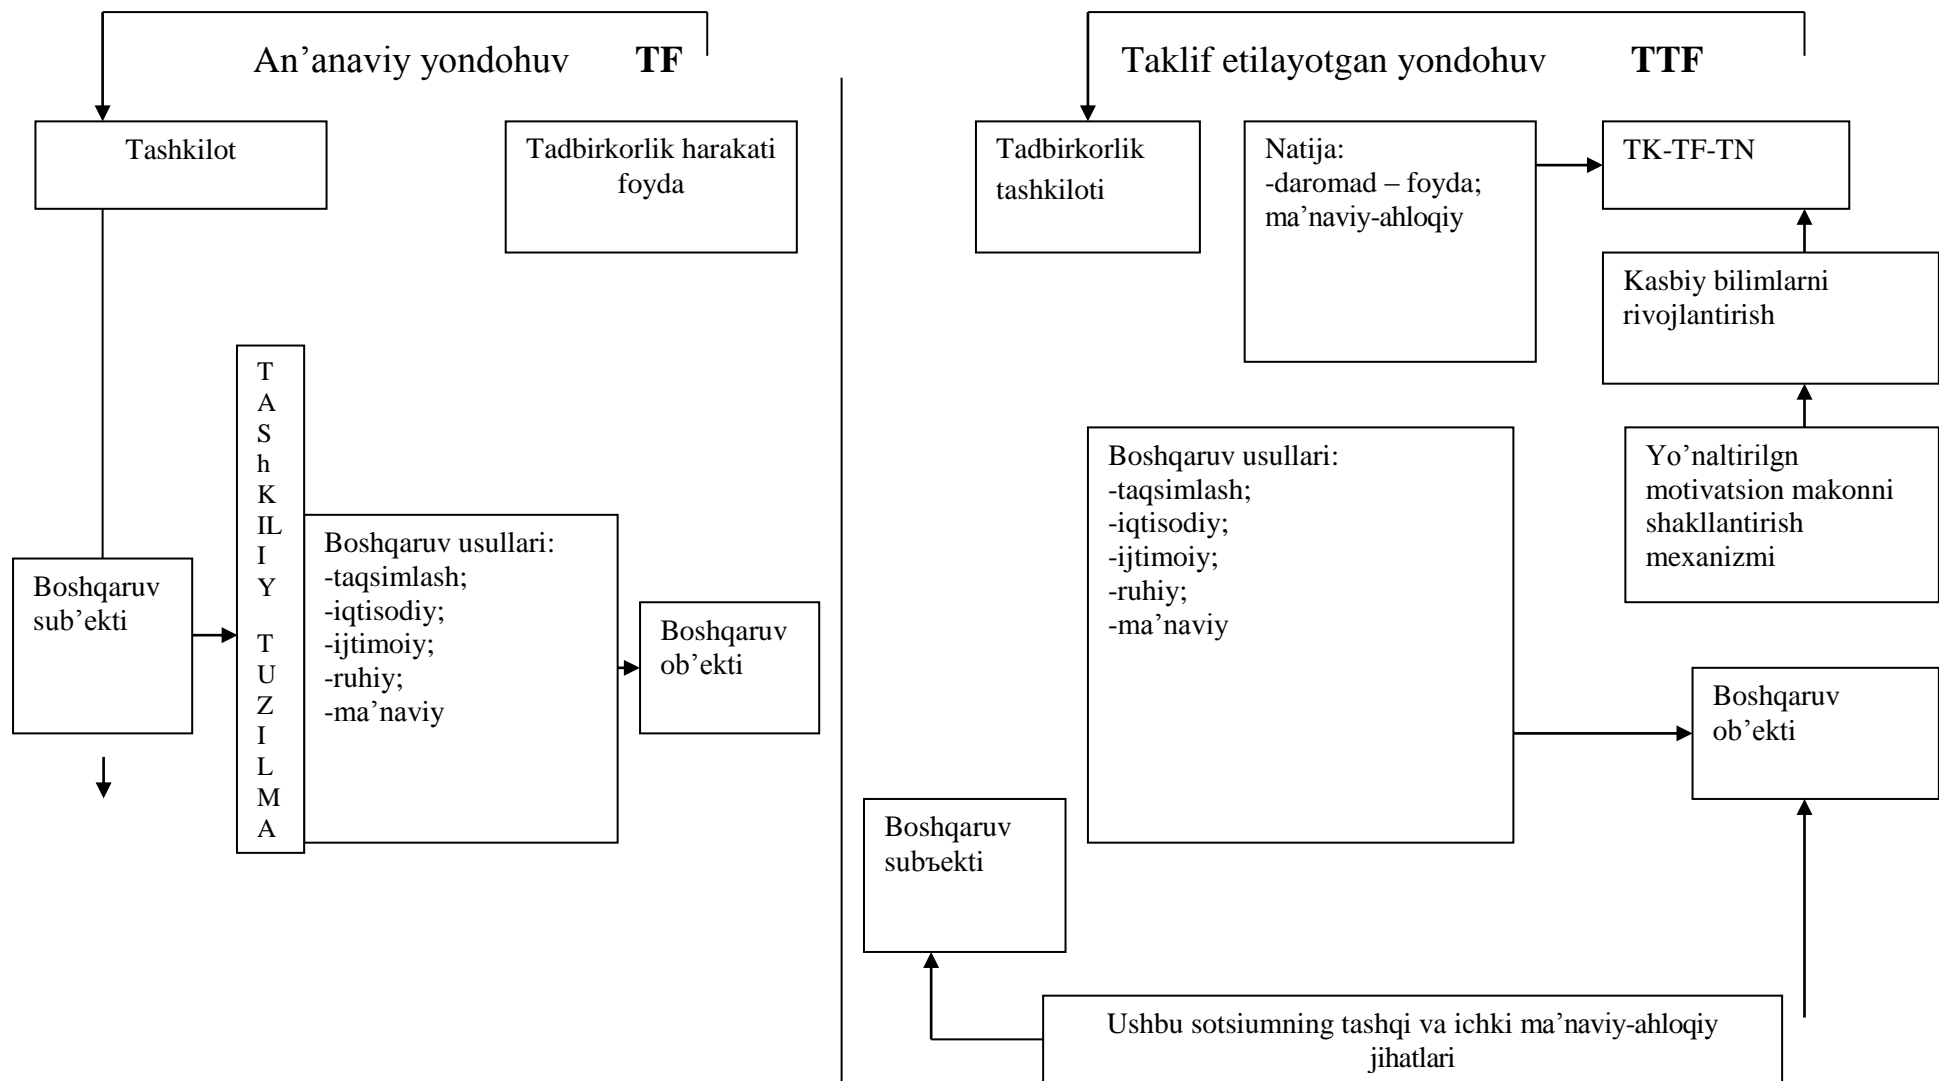 An’anaviy yondohuv TF
Tashkilot
Tadbirkorlik harakati
foyda
T
A
S
h
K
IL
I
Y
T
U
Z
I
L
M
A
Boshqaruv
sub’ekti
Boshqaruv usullari:
-taqsimlash;
-iqtisodiy;
-ijtimoiy;
-ruhiy;
-ma’naviy
Boshqaruv
ob’ekti
Taklif etilayotgan yondohuv TTF
Tadbirkorlik
tashkiloti
Natija:
-daromad – foyda;
ma’naviy-ahloqiy
TK-TF-TN
Kasbiy bilimlarni
rivojlantirish
Boshqaruv usullari:
-taqsimlash;
-iqtisodiy;
-ijtimoiy;
-ruhiy;
-ma’naviy
Yo’naltirilgn
motivatsion makonni
shakllantirish
mexanizmi
Boshqaruv
ob’ekti
Boshqaruv
subъekti
Ushbu sotsiumning tashqi va ichki ma’naviy-ahloqiy
jihatlari